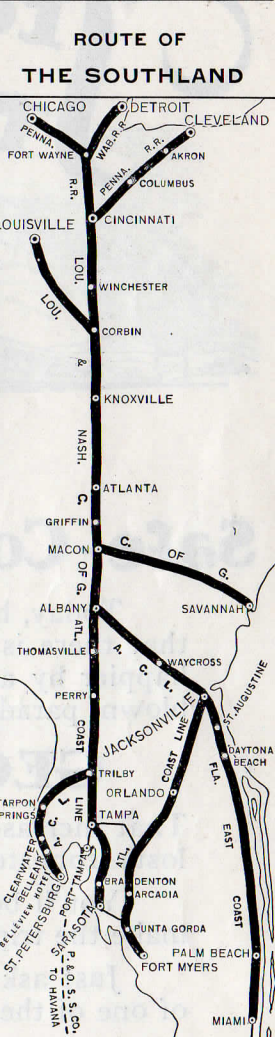 ROUTE OF
THE SOUTHLAND
CHICAGO
DETROIT
CLEVELAND
PENNA.
WAB.R.R.
FORT WAYNE
R.R.
AKRON
PENNA.
COLUMBUS
R.R.
CINCINNATI
LOUISVILLE
LOU.
WINCHESTER
LOU.
CORBIN
&
KNOXVILLE
NASH.
C.
ATLANTA
GRIFFIN
MACON
C. OF G.
OF G.
SAVANNAH
ALBANY
ATL.
A. C. L.
THOMASVILLE
WAYCROSS
PERRY
JACKSONVILLE
ST. AUGUSTINE
COAST
COAST LINE
FLA.
DAYTONA
BEACH
TRILBY
LINE
ORLANDO
TARPON
SPRINGS
A. C. L.
TAMPA
EAST
CLEARWATER
BELLEAIR
BELLEVIEW HOTEL
ST. PETERSBURG
PORT TAMPA
ATL.
BRADENTON
ARCADIA
SARASOTA
COAST
PUNTA GORDA
P. & O. S. S. CO.
TO HAVANA
FORT MYERS
PALM BEACH
MIAMI